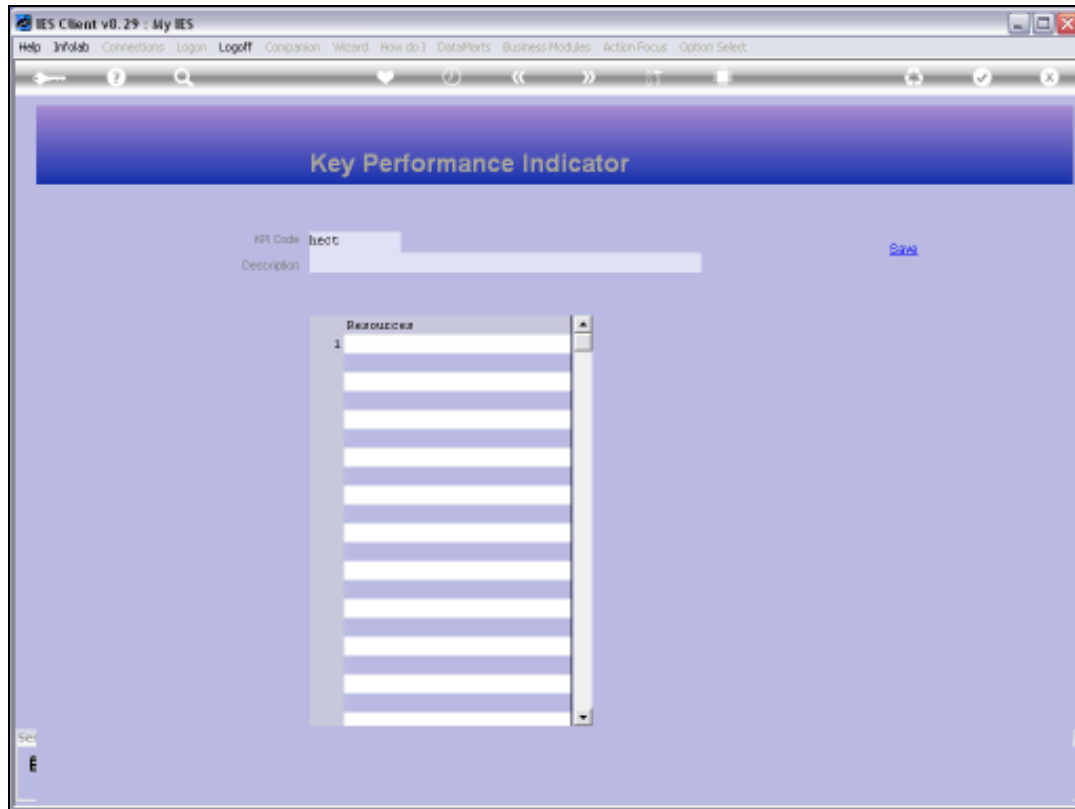 IES Client v8.29 : My IES
Help Infolab Connections Logon Logoff Companion Wizard How do I DataMarts Business Modules Action Focus Option Select
Key Performance Indicator
KPI Code hect
Save
Description
Resources
1